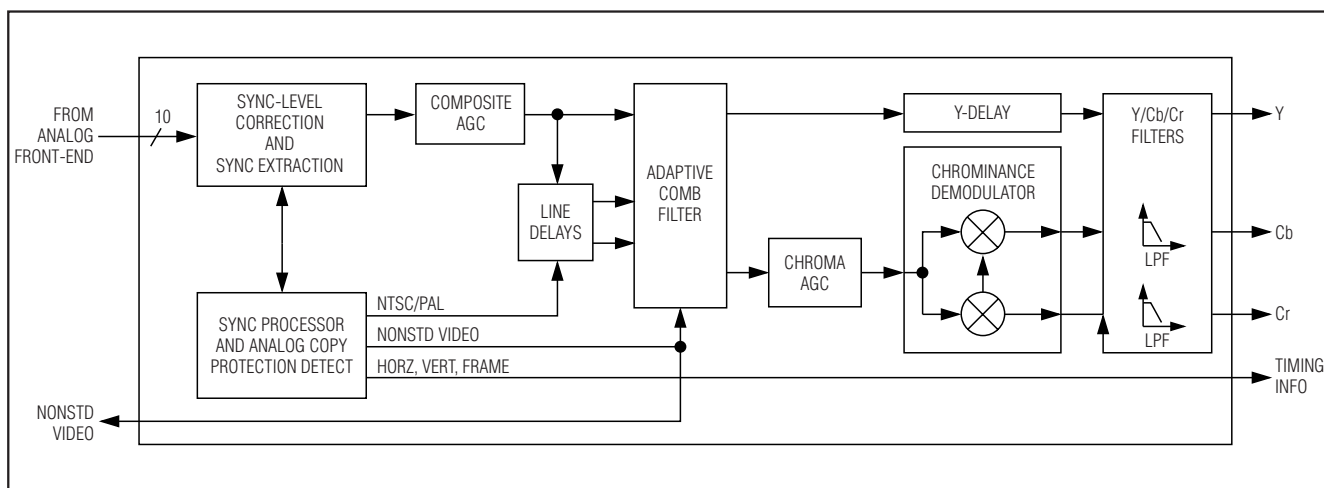 FROM
ANALOG
FRONT-END
10
SYNC-LEVEL
CORRECTION
AND
SYNC EXTRACTION
COMPOSITE
AGC
LINE
DELAYS
ADAPTIVE
COMB
FILTER
Y-DELAY
Y/Cb/Cr
FILTERS
Y
CHROMINANCE
DEMODULATOR
CHROMA
AGC
LPF
Cb
LPF
Cr
SYNC PROCESSOR
AND ANALOG COPY
PROTECTION DETECT
NTSC/PAL
NONSTD VIDEO
HORZ, VERT, FRAME
TIMING
INFO
NONSTD
VIDEO